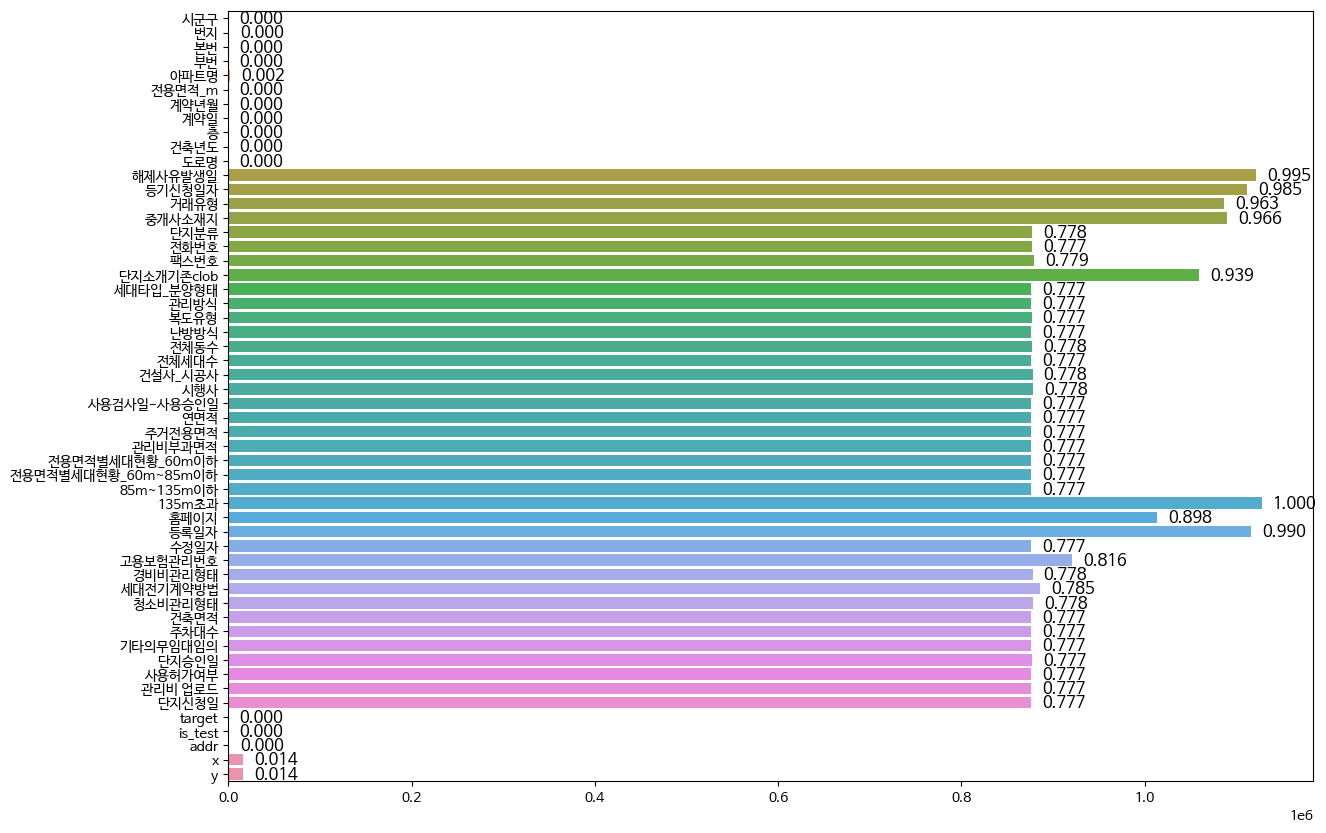 시군구 0.000
번지 0.000
본번 0.000
부번 0.000
아파트명 0.002
전용면적_m 0.000
계약년월 0.000
계약일 0.000
층 0.000
건축년도 0.000
도로명 0.000
해제사유발생일 0.995
등기신청일자 0.985
거래유형 0.963
중개사소재지 0.966
단지분류 0.778
전화번호 0.777
팩스번호 0.779
단지소개기존clob 0.939
세대타입_분양형태 0.777
관리방식 0.777
복도유형 0.777
난방방식 0.777
전체동수 0.778
전체세대수 0.777
건설사_시공사 0.778
시행사 0.778
사용검사일-사용승인일 0.777
연면적 0.777
주거전용면적 0.777
관리비부과면적 0.777
전용면적별세대현황_60m이하 0.777
전용면적별세대현황_60m~85m이하 0.777
85m~135m이하 0.777
135m초과 1.000
홈페이지 0.898
등록일자 0.990
수정일자 0.777
고용보험관리번호 0.816
경비비관리형태 0.778
세대전기계약방법 0.785
청소비관리형태 0.778
건축면적 0.777
주차대수 0.777
기타의무임대임의 0.777
단지승인일 0.777
사용허가여부 0.777
관리비 업로드 0.777
단지신청일 0.777
target 0.000
is_test 0.000
addr 0.000
x 0.014
y 0.014
0.0 0.2 0.4 0.6 0.8 1.0
1e6